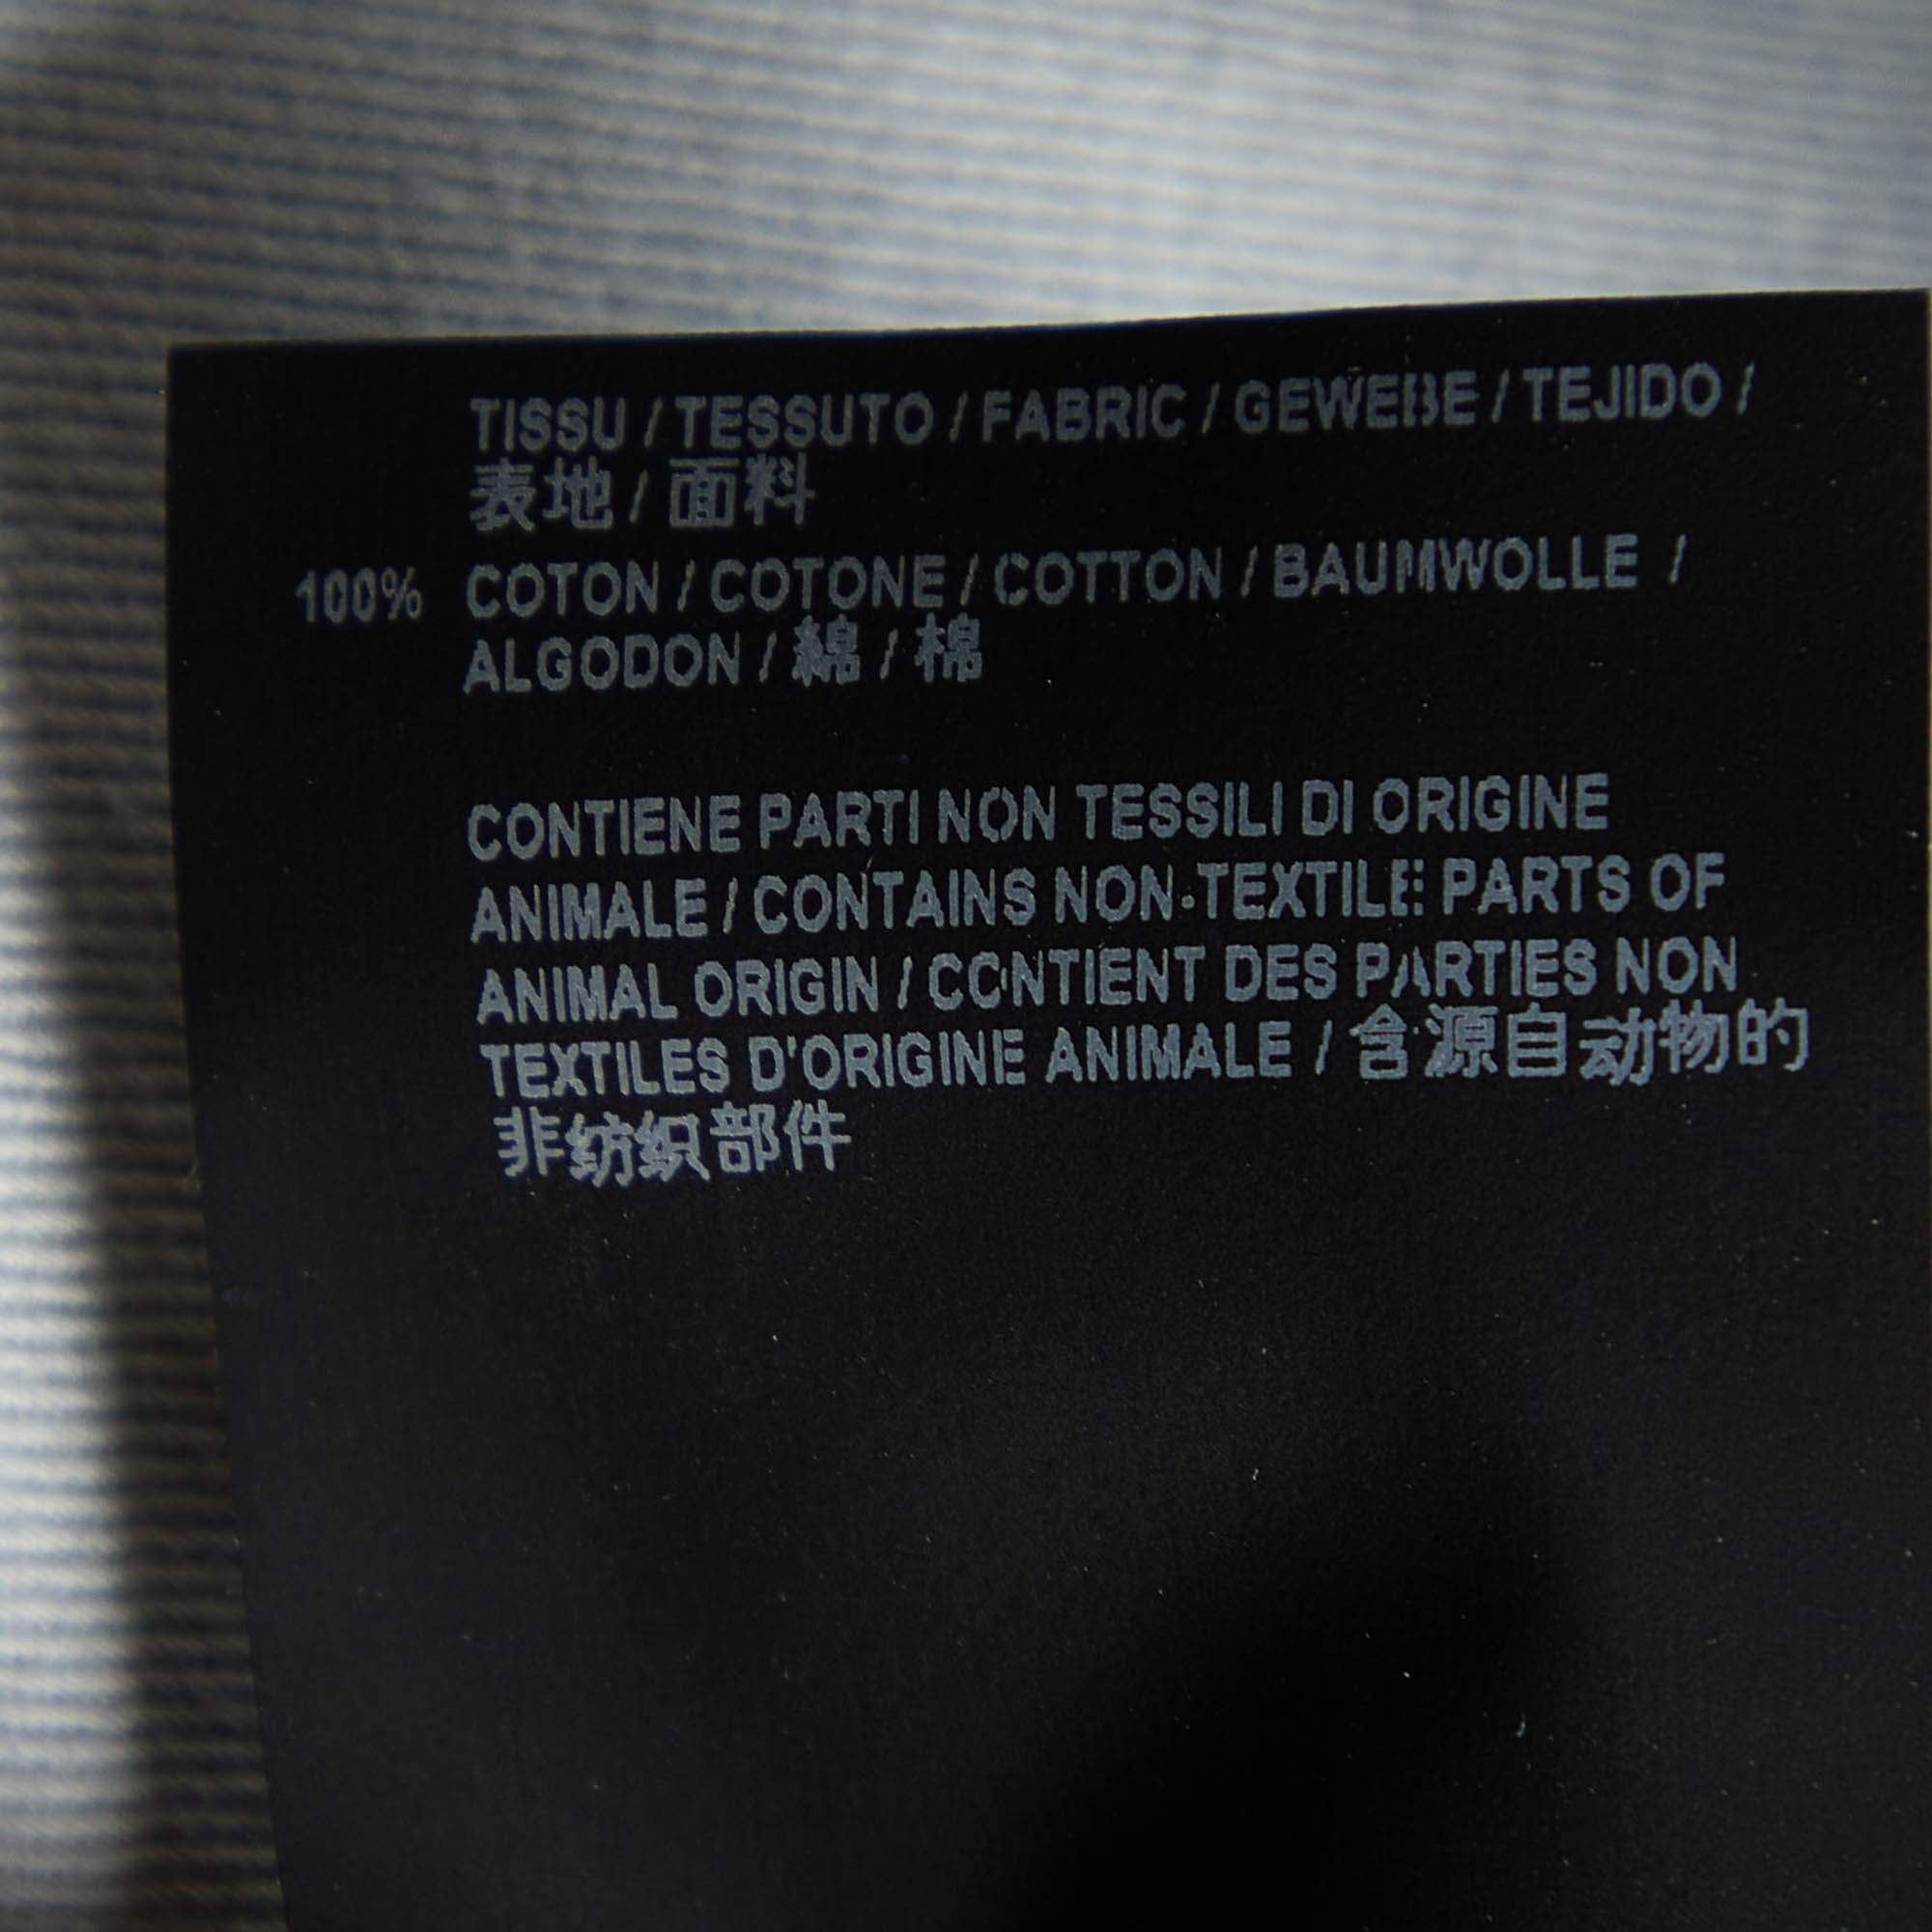 TISSU / TESSUTO / FABRIC / GEWEBE / TEJIDO /
表地 / 面料
100% COTON / COTONE / COTTON / BAUMWOLLE /
ALGODON / 綿 / 棉
CONTIENE PARTI NON TESSILI DI ORIGINE
ANIMALE / CONTAINS NON-TEXTILE PARTS OF
ANIMAL ORIGIN / CONTIENT DES PARTIES NON
TEXTILES D'ORIGINE ANIMALE / 含源自动物的
非纺织部件